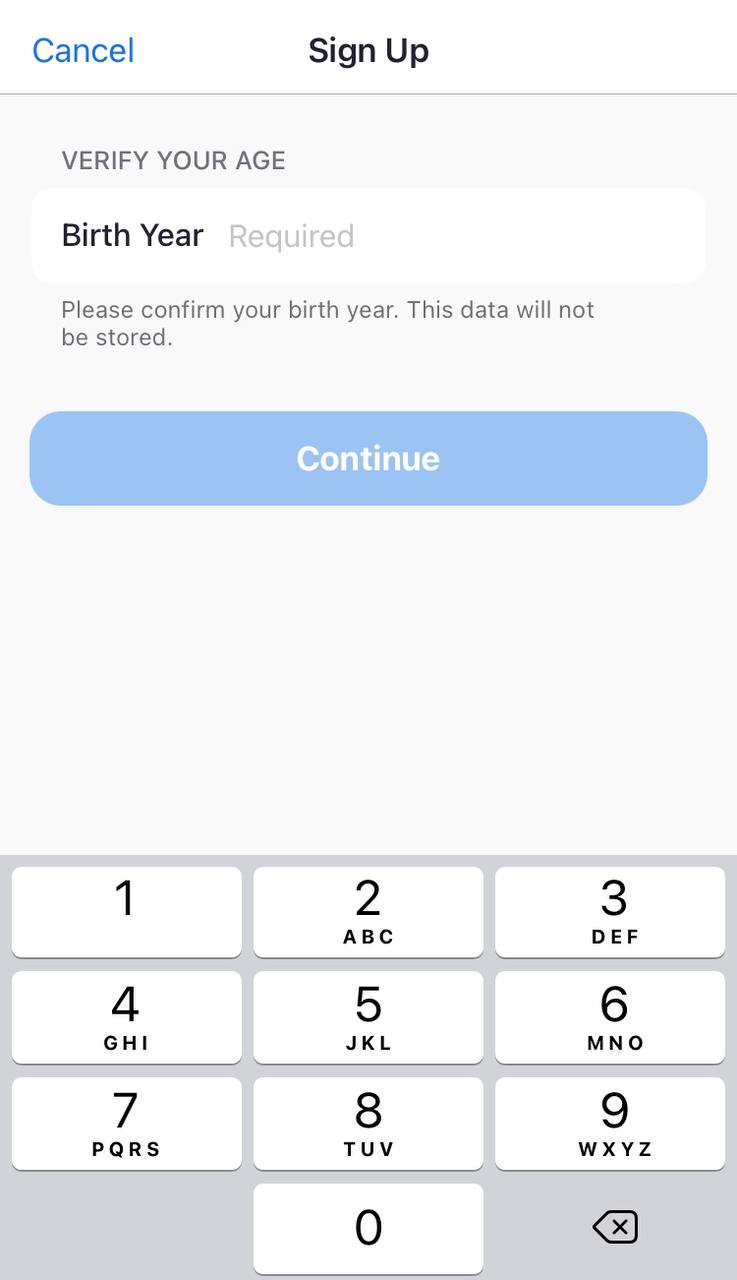 Cancel Sign Up
VERIFY YOUR AGE
Birth Year Required
Please confirm your birth year. This data will not
be stored.
Continue
1 2 3
ABC DEF
4 5 6
GHI JKL MNO
7 8 9
PQRS TUV WXYZ
0